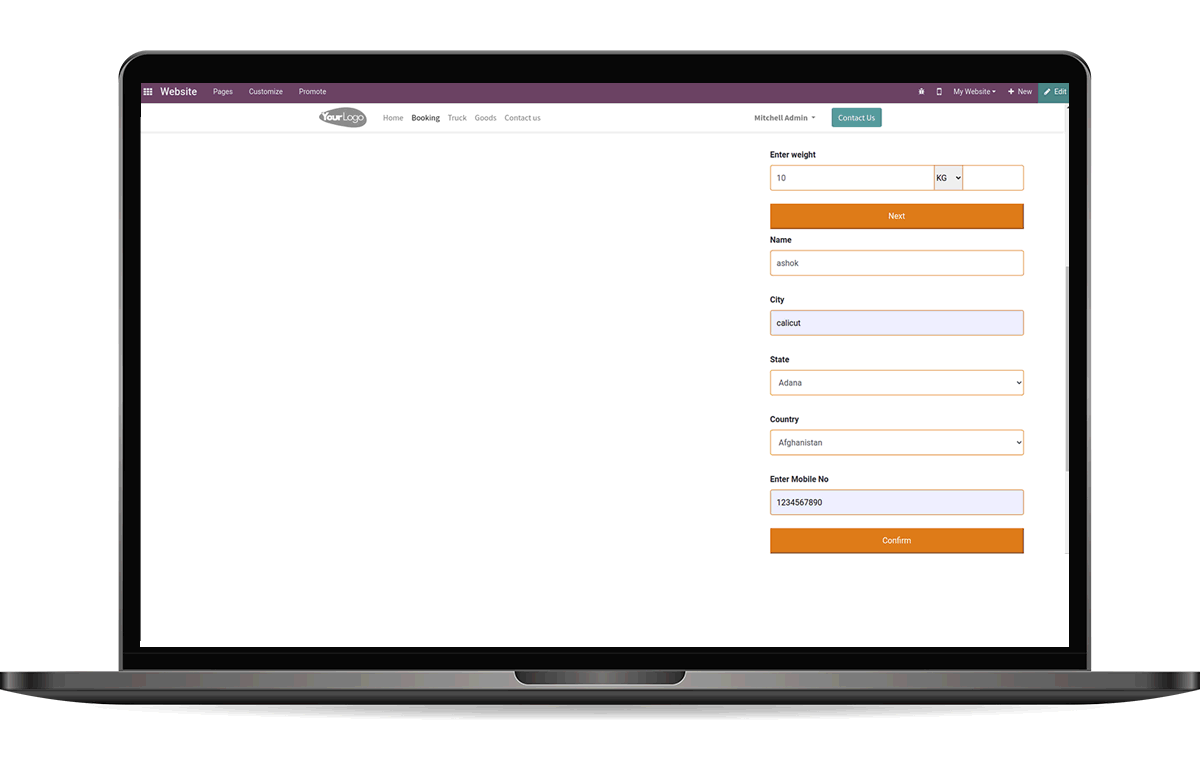 Website Pages Customize Promote My Website New Edit
YourLogo Home Booking Truck Goods Contact us Mitchell Admin Contact Us
Enter weight
10 KG
Next
Name
ashok
City
calicut
State
Adana
Country
Afghanistan
Enter Mobile No
1234567890
Confirm